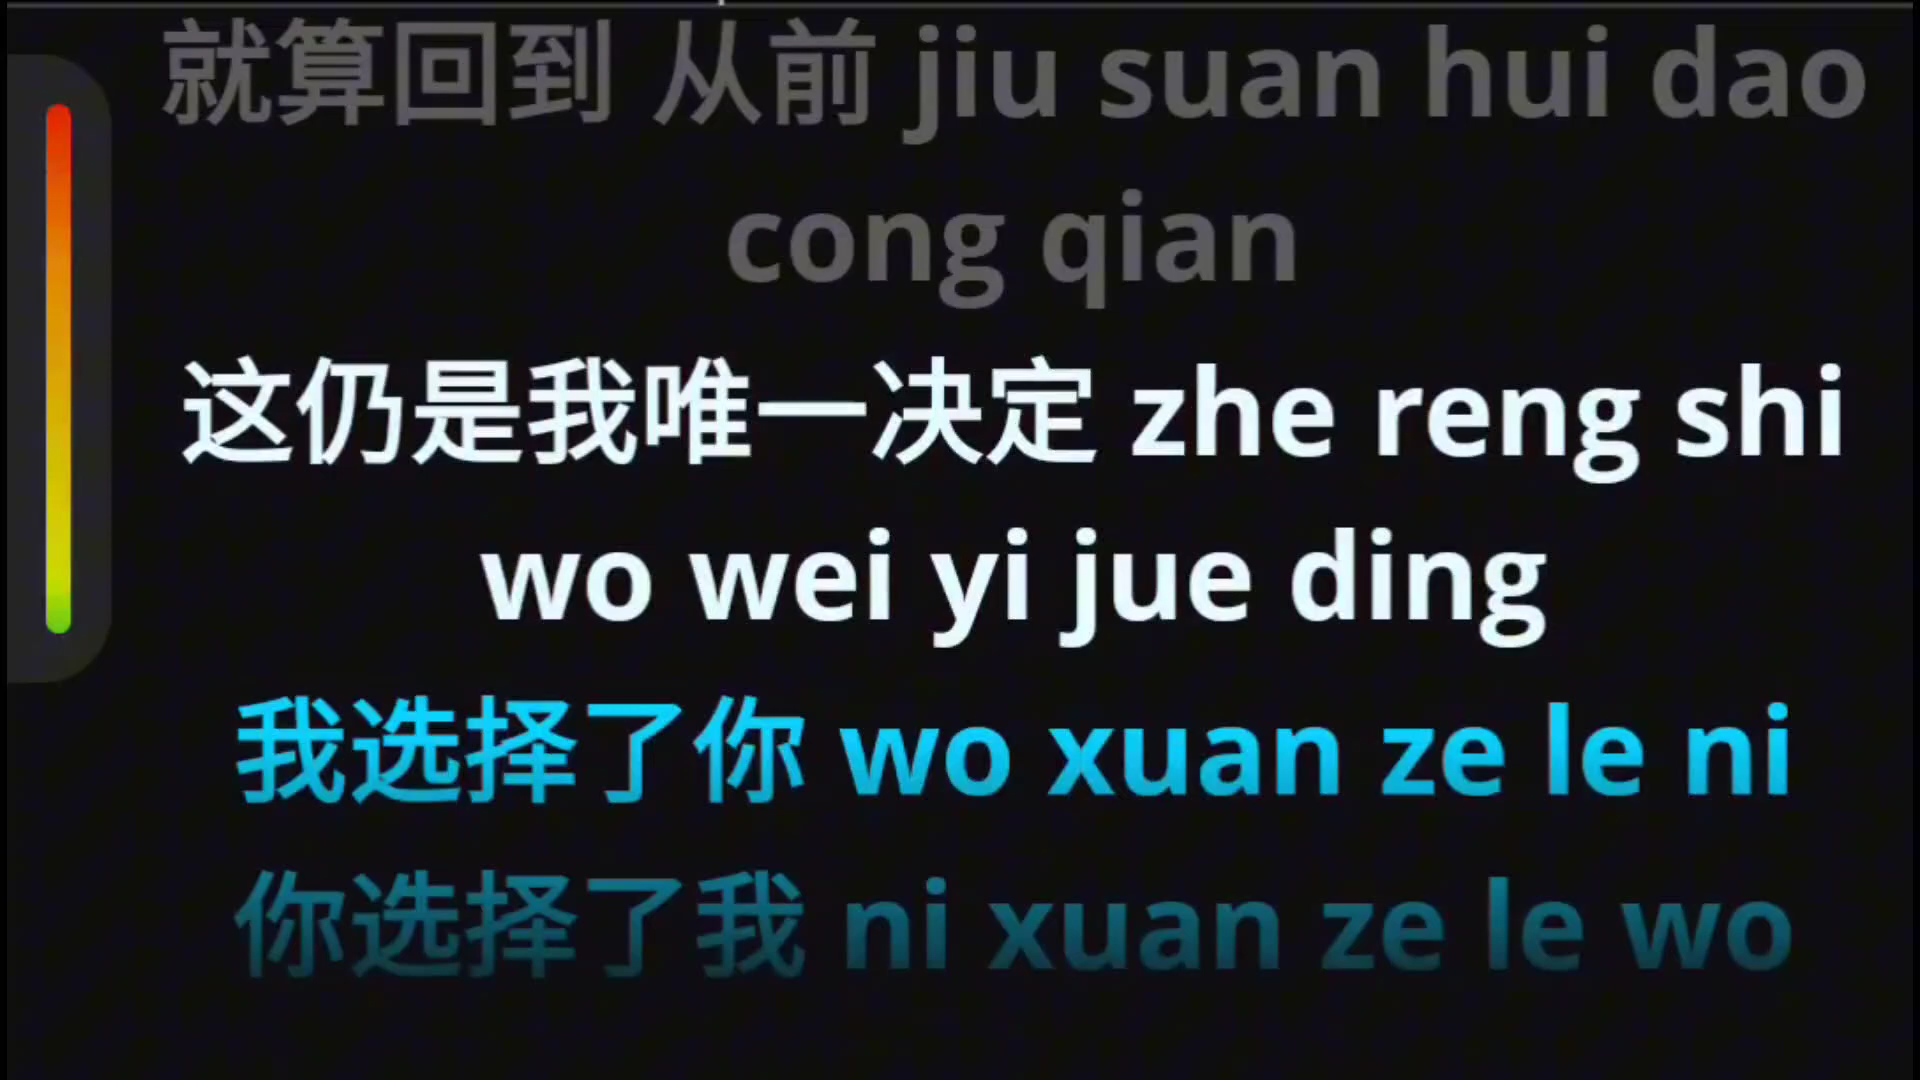 就算回到 从前 jiu suan hui dao
cong qian
这仍是我唯一决定 zhe reng shi
wo wei yi jue ding
我选择了你 wo xuan ze le ni
你选择了我 ni xuan ze le wo